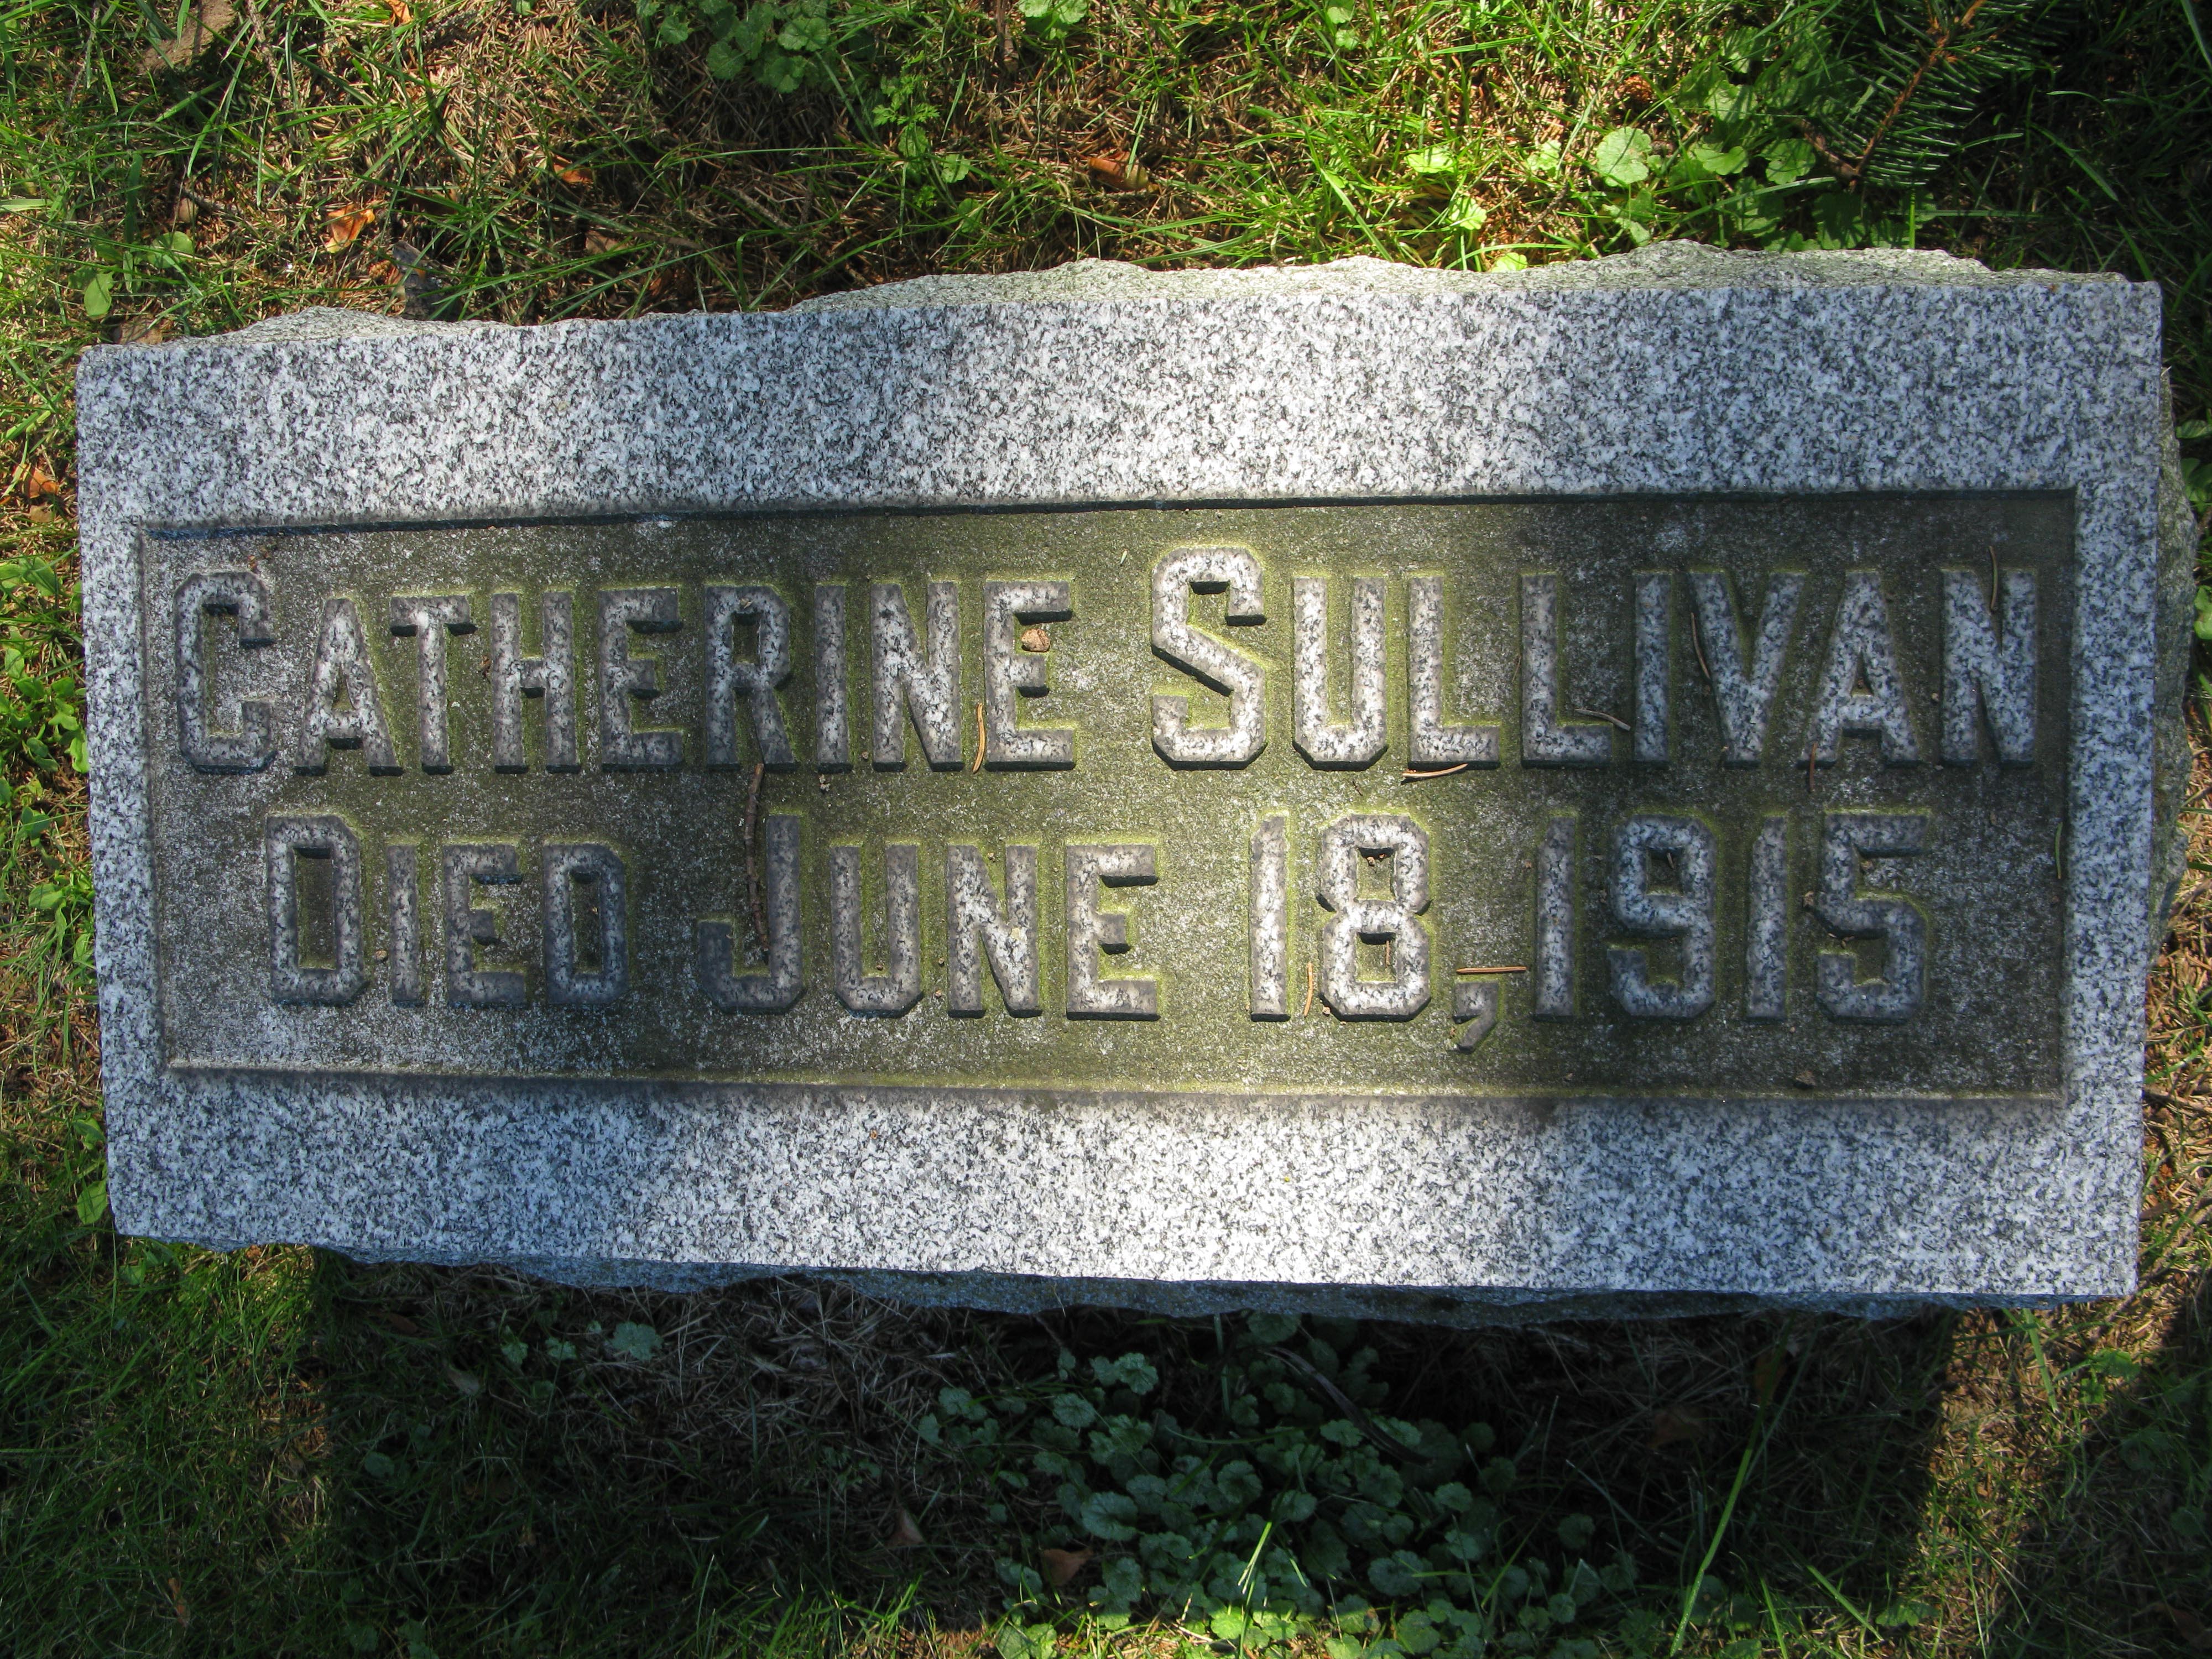 CATHERINE SULLIVAN
DIED JUNE 18, 1915